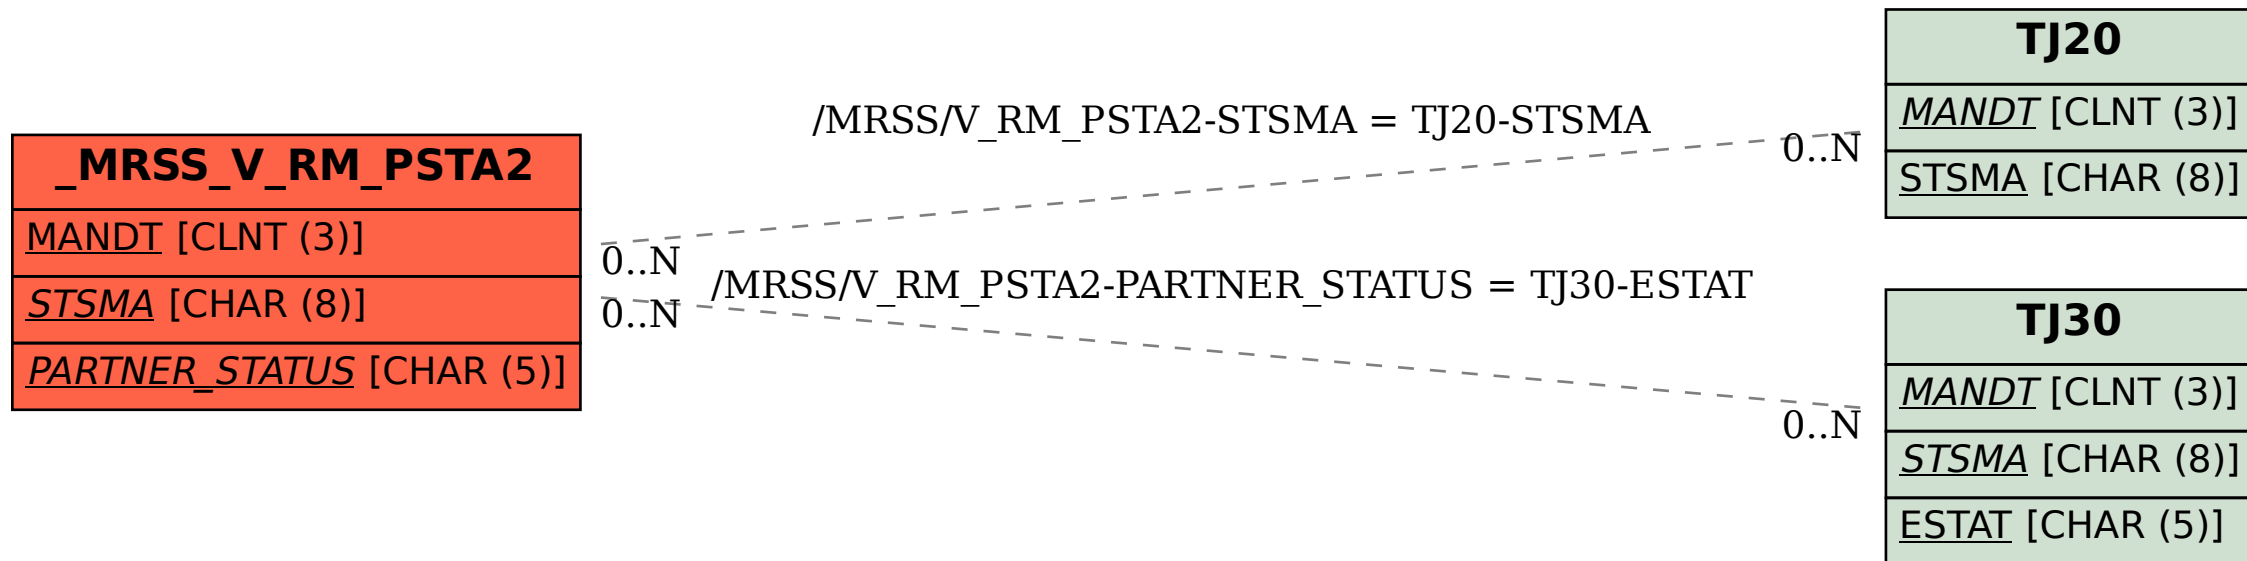 _MRSS_V_RM_PSTA2
MANDT [CLNT (3)]
STSMA [CHAR (8)]
PARTNER_STATUS [CHAR (5)]
/MRSS/V_RM_PSTA2-STSMA = TJ20-STSMA
0..N
0..N
/MRSS/V_RM_PSTA2-PARTNER_STATUS = TJ30-ESTAT
0..N
0..N
TJ20
MANDT [CLNT (3)]
STSMA [CHAR (8)]
TJ30
MANDT [CLNT (3)]
STSMA [CHAR (8)]
ESTAT [CHAR (5)]